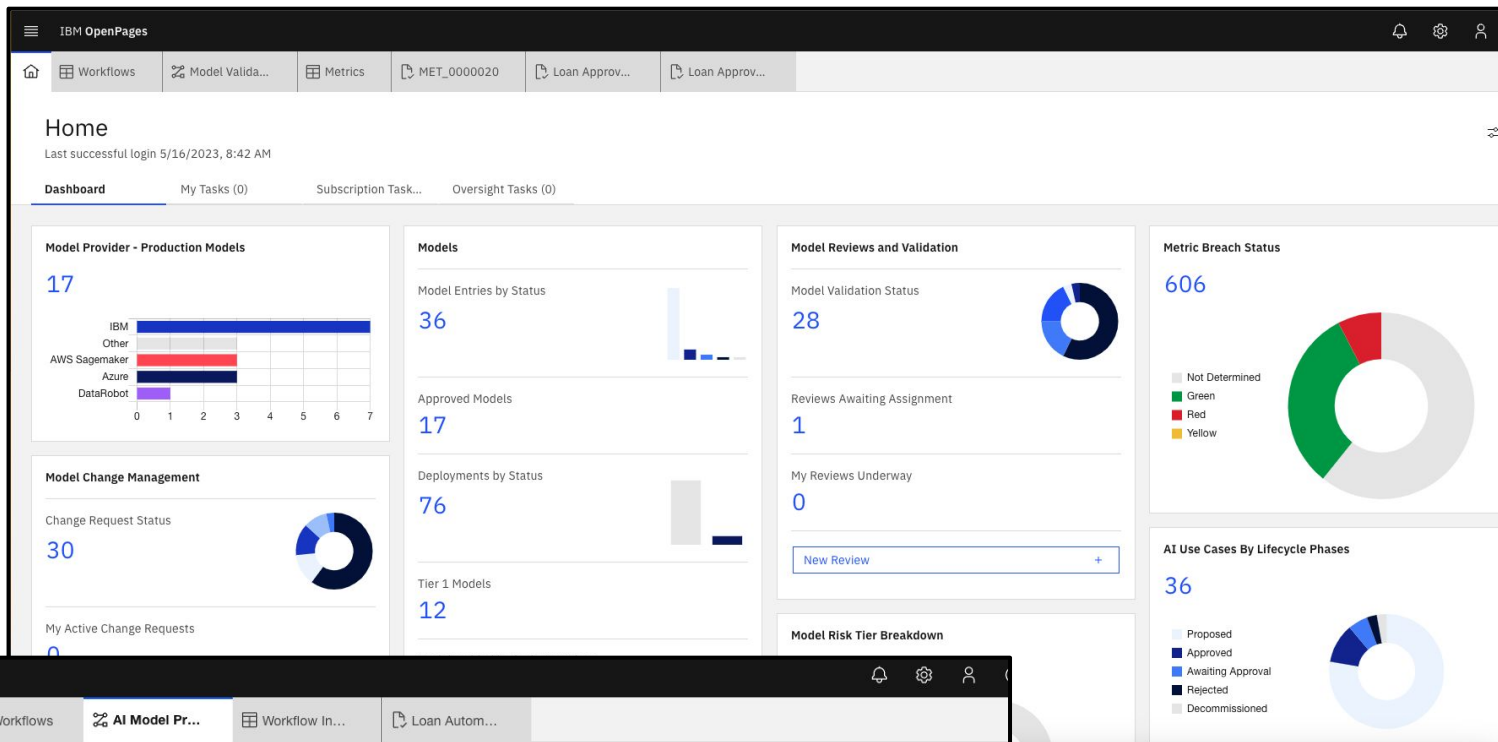 IBM OpenPages
Workflows
Model Valida...
Metrics
MET_0000020
Loan Approv...
Loan Approv...
Home
Last successful login 5/16/2023, 8:42 AM
Dashboard
My Tasks (0)
Subscription Task...
Oversight Tasks (0)
Model Provider - Production Models
17
IBM
Other
AWS Sagemaker
Azure
DataRobot
0 1 2 3 4 5 6 7
Model Change Management
Change Request Status
30
My Active Change Requests
0
Models
Model Entries by Status
36
Approved Models
17
Deployments by Status
76
Tier 1 Models
12
Model Reviews and Validation
Model Validation Status
28
Reviews Awaiting Assignment
1
My Reviews Underway
0
New Review +
Model Risk Tier Breakdown
Metric Breach Status
606
Not Determined
Green
Red
Yellow
AI Use Cases By Lifecycle Phases
36
Proposed
Approved
Awaiting Approval
Rejected
Decommissioned
orkflows
AI Model Pr...
Workflow In...
Loan Autom...